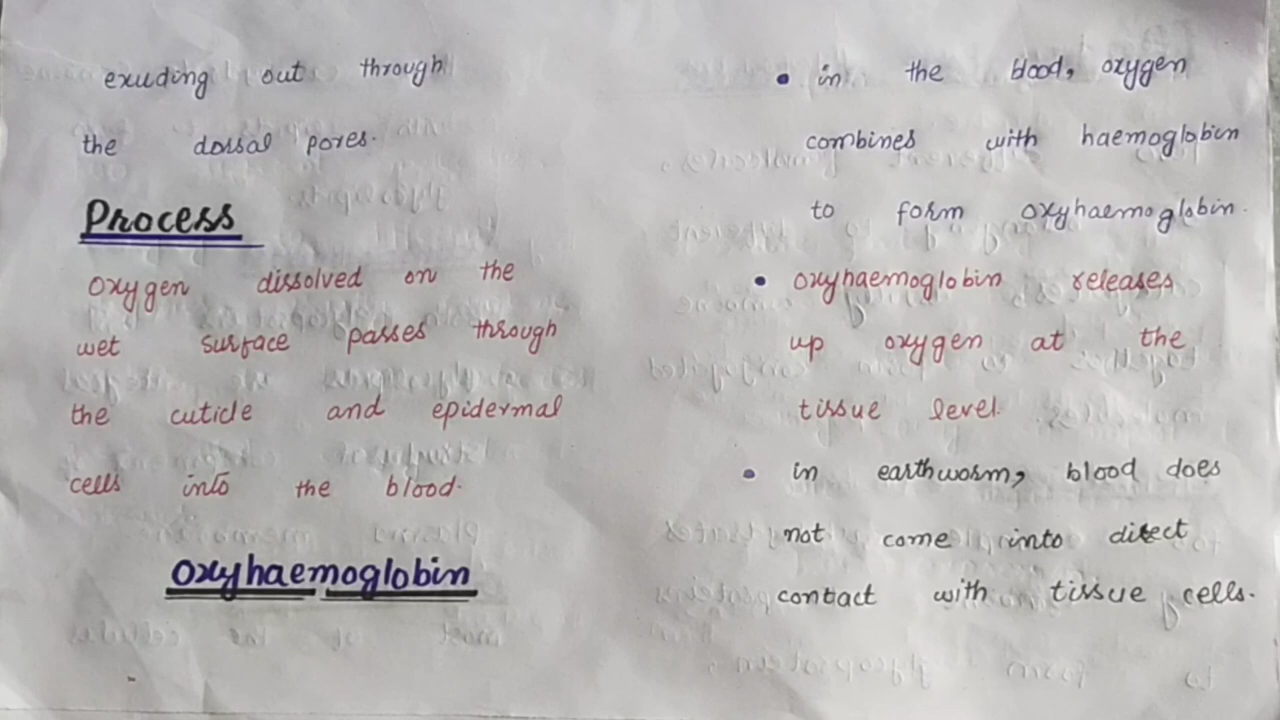 exuding out through
the dorsal pores.
Process
oxygen dissolved on the
wet surface passes through
the cuticle and epidermal
cells into the blood.
oxyhaemoglobin
• in the blood, oxygen
combines with haemoglobin
to form oxyhaemoglobin.
• oxyhaemoglobin releases
up oxygen at the
tissue level.
• in earthworm, blood does
not come into direct
contact with tissue cells.